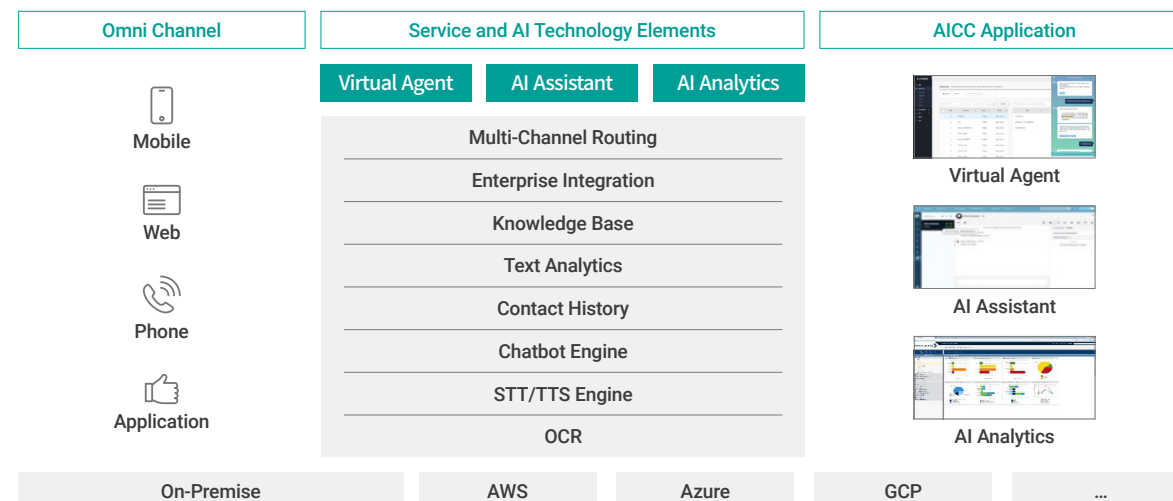 Omni Channel
Service and AI Technology Elements
AICC Application
Mobile
Web
Phone
Application
Virtual Agent
AI Assistant
AI Analytics
Multi-Channel Routing
Enterprise Integration
Knowledge Base
Text Analytics
Contact History
Chatbot Engine
STT/TTS Engine
OCR
Virtual Agent
AI Assistant
AI Analytics
On-Premise
AWS
Azure
GCP
...